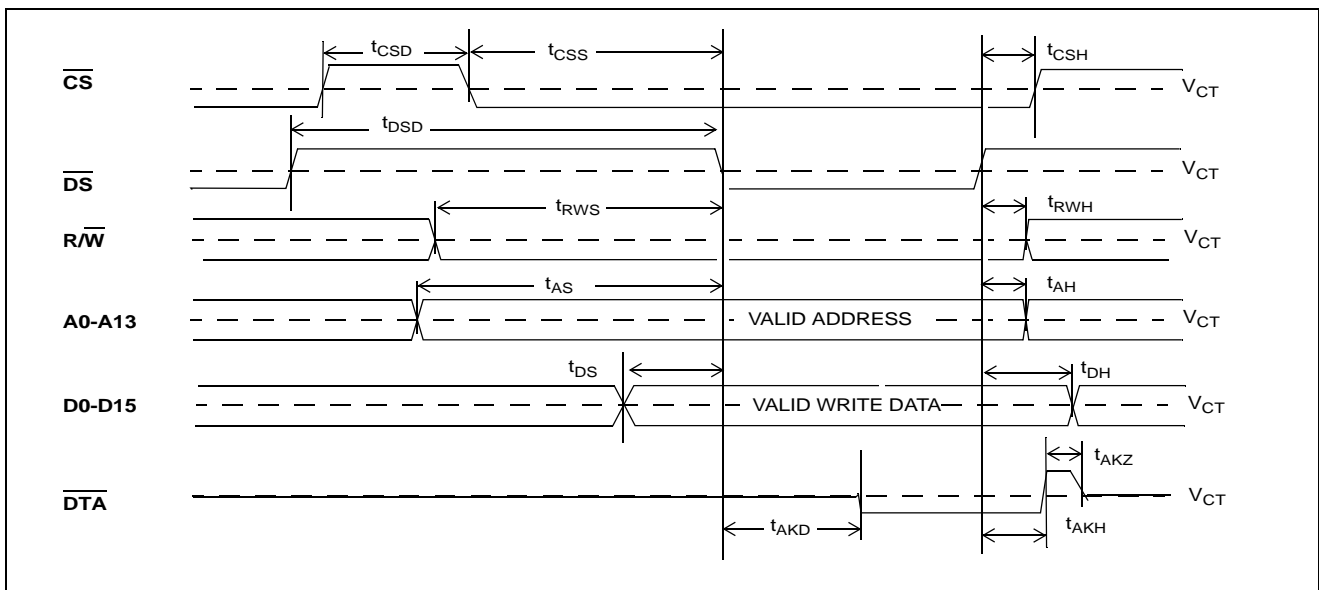 tCSD
tCSS
tCSH
CS
VCT
tDSD
DS
VCT
tRWS
tRWH
R/W
VCT
tAS
tAH
A0-A13
VALID ADDRESS
VCT
tDS
tDH
D0-D15
VALID WRITE DATA
VCT
tAKZ
DTA
VCT
tAKD
tAKH